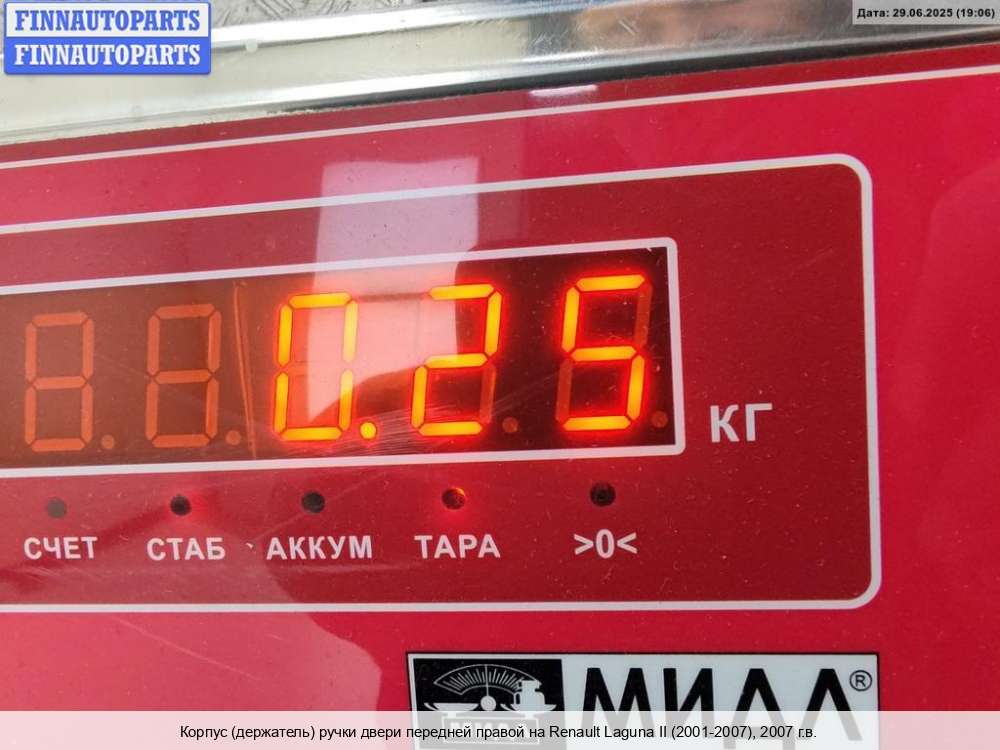 FINNAUTOPARTS
FINNAUTOPARTS
Дата: 29.06.2025 (19:06)
0.25
КГ
СЧЕТ СТАБ АККУМ ТАРА >0<
МИДЛ®
МИДЛ
Корпус (держатель) ручки двери передней правой на Renault Laguna II (2001-2007), 2007 г.в.